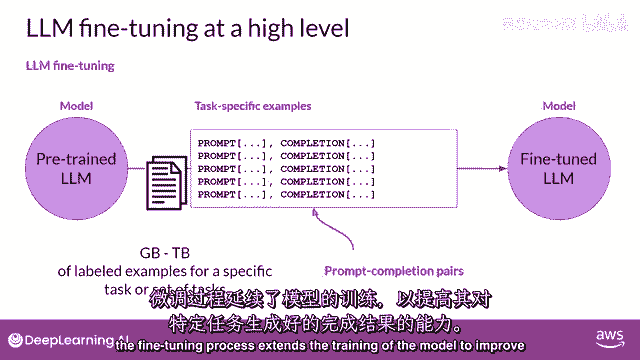 LLM fine-tuning at a high level
LLM fine-tuning
Model
Task-specific examples
Model
Pre-trained
LLM
PROMPT[...], COMPLETION[...]
PROMPT[...], COMPLETION[...]
PROMPT[...], COMPLETION[...]
PROMPT[...], COMPLETION[...]
PROMPT[...], COMPLETION[...]
Fine-tuned
LLM
GB - TB
of labeled examples for a specific
task or set of tasks
Prompt-completion pairs
微调过程延续了模型的训练，以提高其对
特定任务生成好的完成结果的能力。
the fine-tuning process extends the training of the model to improve
DeepLearning.AI
aws